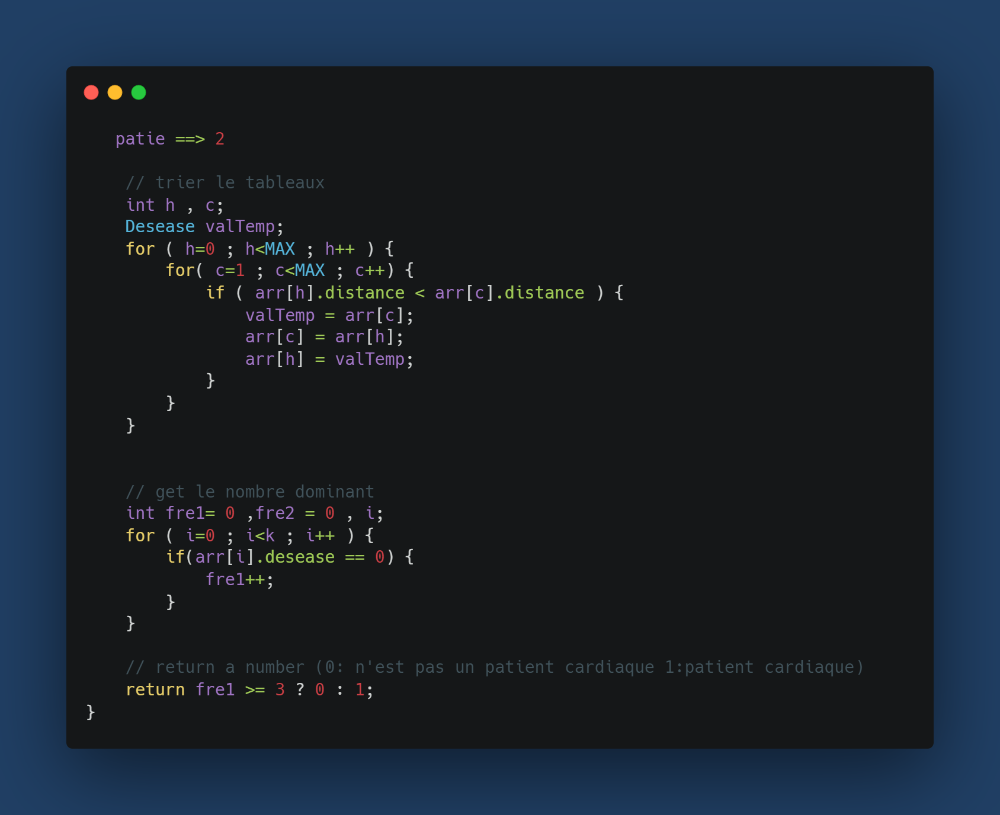 patie ==> 2
// trier le tableaux
int h , c;
Desease valTemp;
for ( h=0 ; h<MAX ; h++ ) {
for( c=1 ; c<MAX ; c++) {
if ( arr[h].distance < arr[c].distance ) {
valTemp = arr[c];
arr[c] = arr[h];
arr[h] = valTemp;
}
}
}
// get le nombre dominant
int fre1= 0 ,fre2 = 0 , i;
for ( i=0 ; i<k ; i++ ) {
if(arr[i].desease == 0) {
fre1++;
}
}
// return a number (0: n'est pas un patient cardiaque 1:patient cardiaque)
return fre1 >= 3 ? 0 : 1;
}